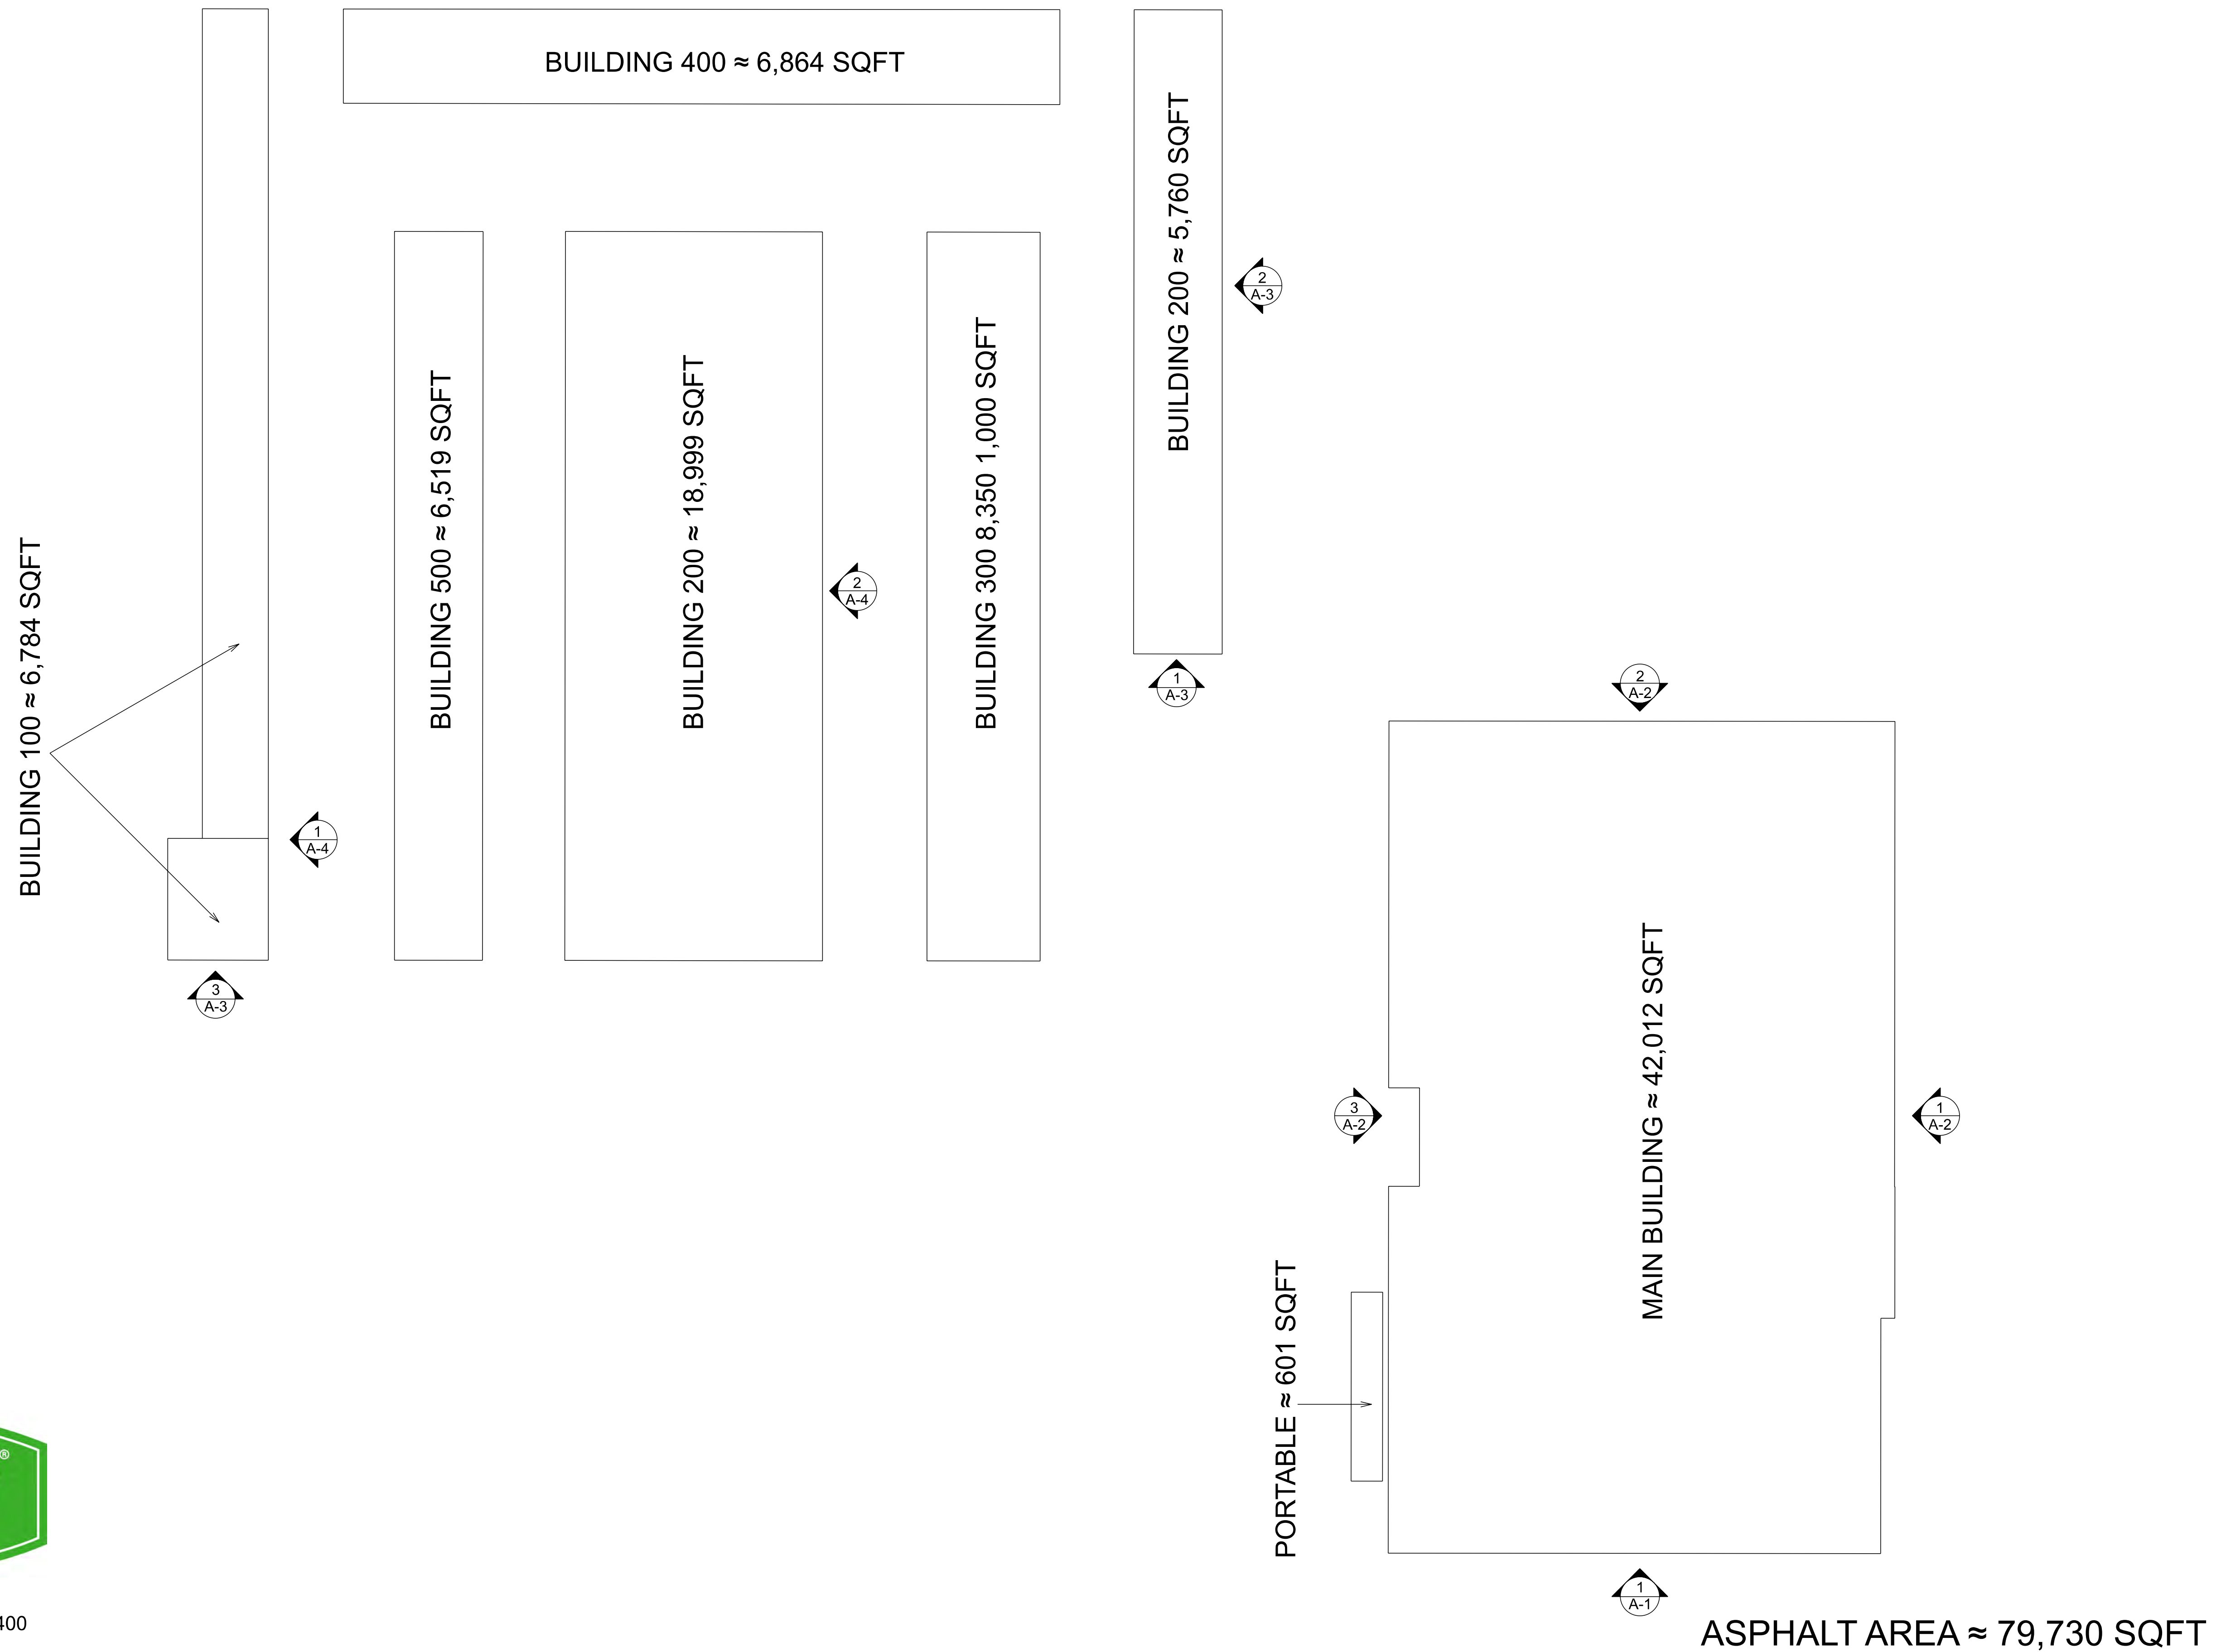 BUILDING 400 ≈ 6,864 SQFT
BUILDING 200 ≈ 5,760 SQFT
2
A-3
BUILDING 500 ≈ 6,519 SQFT
BUILDING 200 ≈ 18,999 SQFT
BUILDING 300 8,350 1,000 SQFT
2
A-4
BUILDING 100 ≈ 6,784 SQFT
1
A-3
2
A-2
1
A-4
3
A-3
MAIN BUILDING ≈ 42,012 SQFT
3
A-2
1
A-2
PORTABLE ≈ 601 SQFT
®
1
A-1
400
ASPHALT AREA ≈ 79,730 SQFT